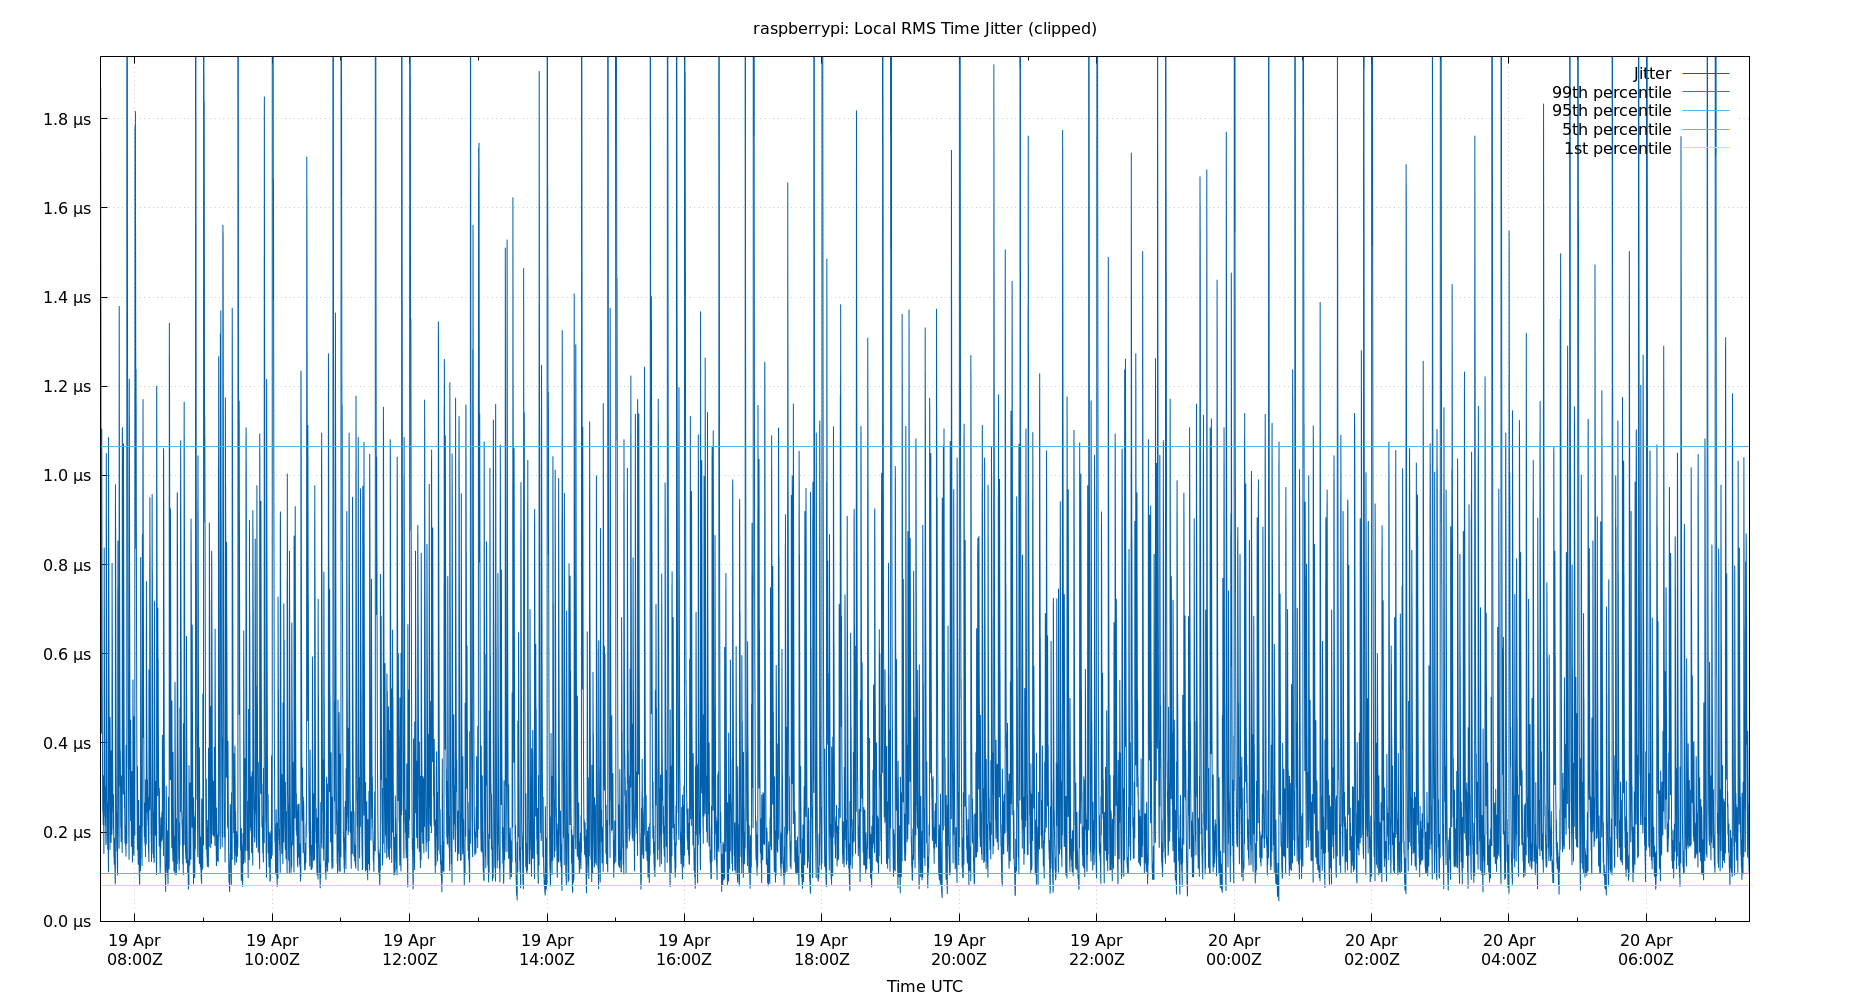 raspberrypi: Local RMS Time Jitter (clipped)
Jitter
99th percentile
95th percentile
5th percentile
1st percentile
1.8 μs
1.6 μs
1.4 μs
1.2 μs
1.0 μs
0.8 μs
0.6 μs
0.4 μs
0.2 μs
0.0 μs
19 Apr 19 Apr 19 Apr 19 Apr 19 Apr 19 Apr 19 Apr 19 Apr 20 Apr 20 Apr 20 Apr 20 Apr
08:00Z 10:00Z 12:00Z 14:00Z 16:00Z 18:00Z 20:00Z 22:00Z 00:00Z 02:00Z 04:00Z 06:00Z
Time UTC